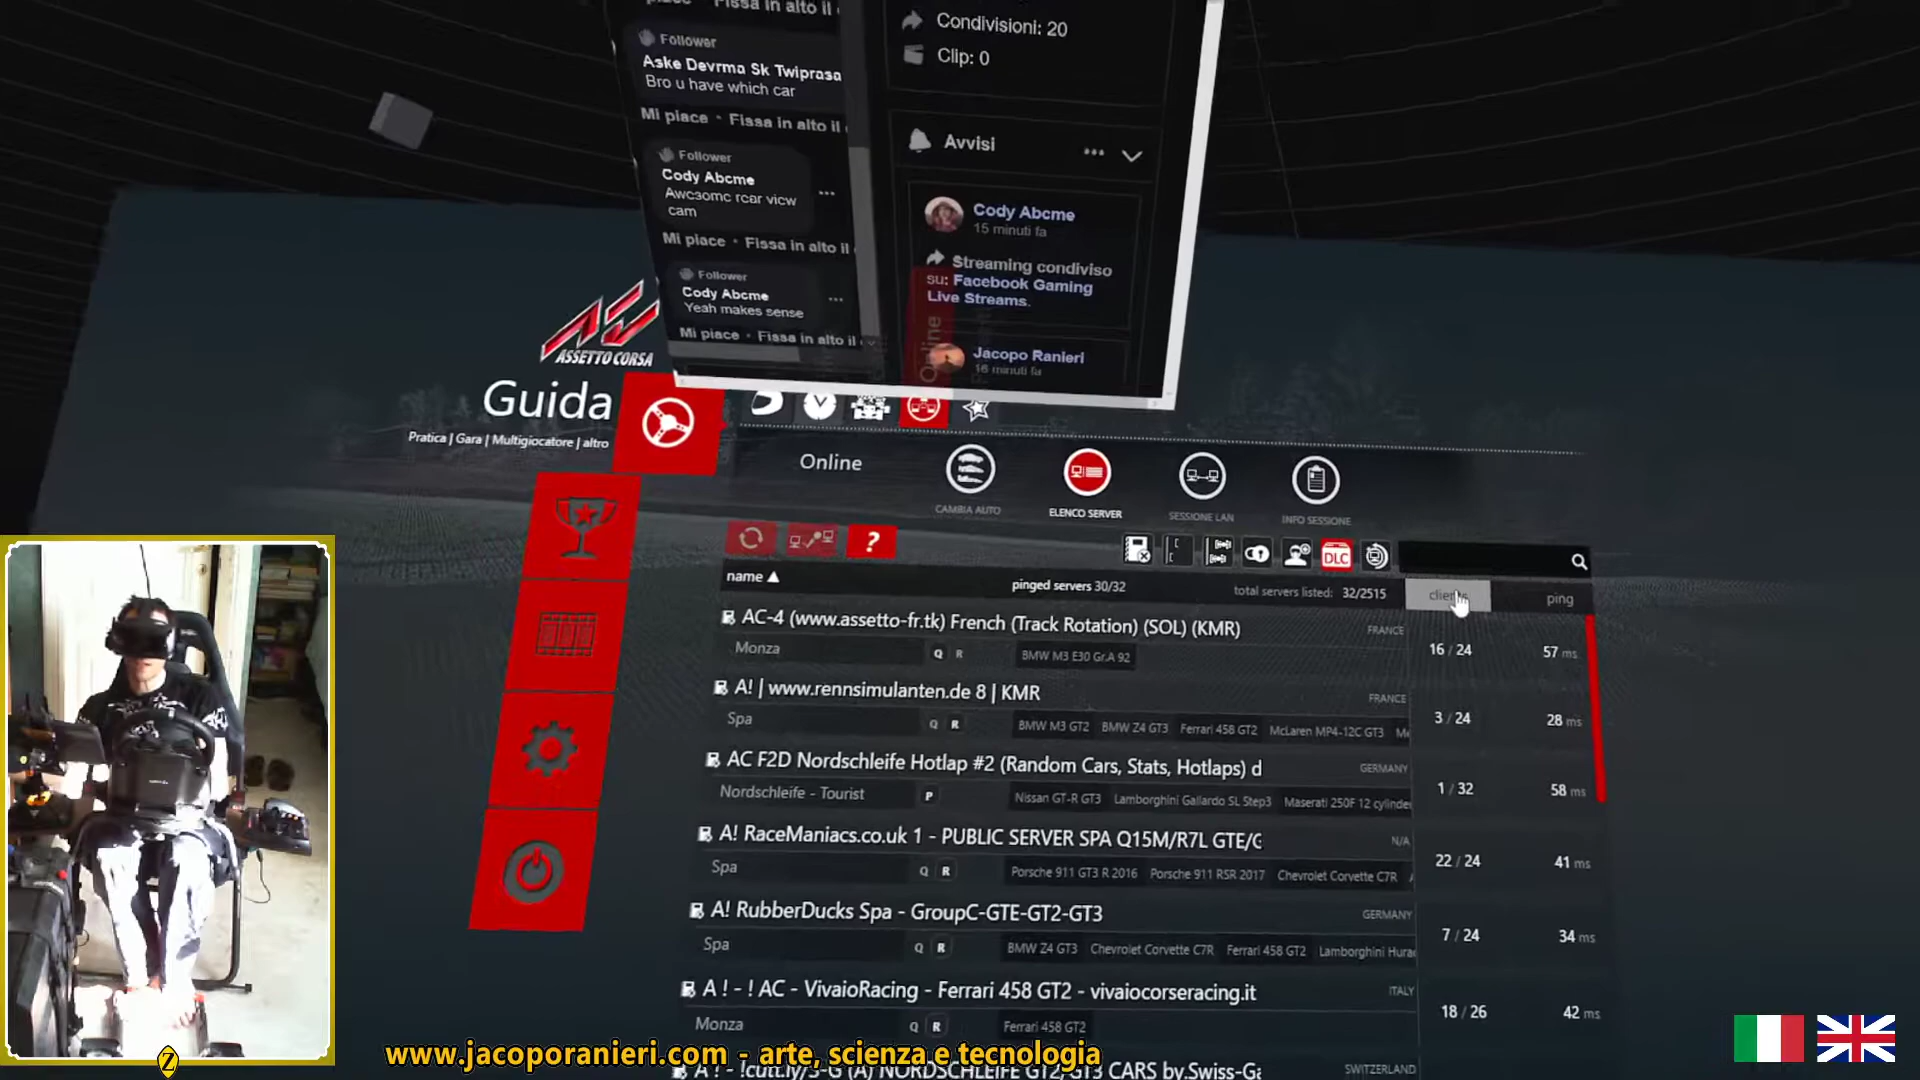 Fissa in alto il
Follower
Aske Devrma Sk Twiprasa
Bro u have which car
Mi piace · Fissa in alto il
Follower
Cody Abcme
Awesome rear view
cam
Mi piace · Fissa in alto il
Follower
Cody Abcme
Yeah makes sense
Mi piace · Fissa in alto il
Condivisioni: 20
Clip: 0
Avvisi
Cody Abcme
15 minuti fa
Streaming condiviso
su: Facebook Gaming
Live Streams.
Online
Jacopo Ranieri
16 minuti fa
ASSETTO CORSA
Guida
Pratica | Gara | Multigiocatore | altro
Online
CAMBIA AUTO
ELENCO SERVER
SESSIONE LAN
INFO SESSIONE
?
DLC
name ▲ pinged servers 30/32 total servers listed: 32/2515 ping
AC-4 (www.assetto-fr.tk) French (Track Rotation) (SOL) (KMR) FRANCE
Monza Q R BMW M3 E30 Gr.A 92 16 / 24 57 ms
A! | www.rennsimulanten.de 8 | KMR FRANCE
Spa Q R BMW M3 GT2 BMW Z4 GT3 Ferrari 458 GT2 McLaren MP4-12C GT3 3 / 24 28 ms
AC F2D Nordschleife Hotlap #2 (Random Cars, Stats, Hotlaps) d GERMANY
Nordschleife - Tourist P Nissan GT-R GT3 Lamborghini Gallardo SL Step3 Maserati 250F 12 cylinder 1 / 32 58 ms
A! RaceManiacs.co.uk 1 - PUBLIC SERVER SPA Q15M/R7L GTE/G N/A
Spa Q R Porsche 911 GT3 R 2016 Porsche 911 RSR 2017 Chevrolet Corvette C7R 22 / 24 41 ms
A! RubberDucks Spa - GroupC-GTE-GT2-GT3 GERMANY
Spa Q R BMW Z4 GT3 Chevrolet Corvette C7R Ferrari 458 GT2 Lamborghini Hura 7 / 24 34 ms
A ! - ! AC - VivaioRacing - Ferrari 458 GT2 - vivaiocorseracing.it ITALY
Monza Q R Ferrari 458 GT2 18 / 26 42 ms
NORDSCHLEIFE GT2, GT3 CARS by.Swiss-Ga SWITZERLAND
www.jacoporanieri.com - arte, scienza e tecnologia
Z